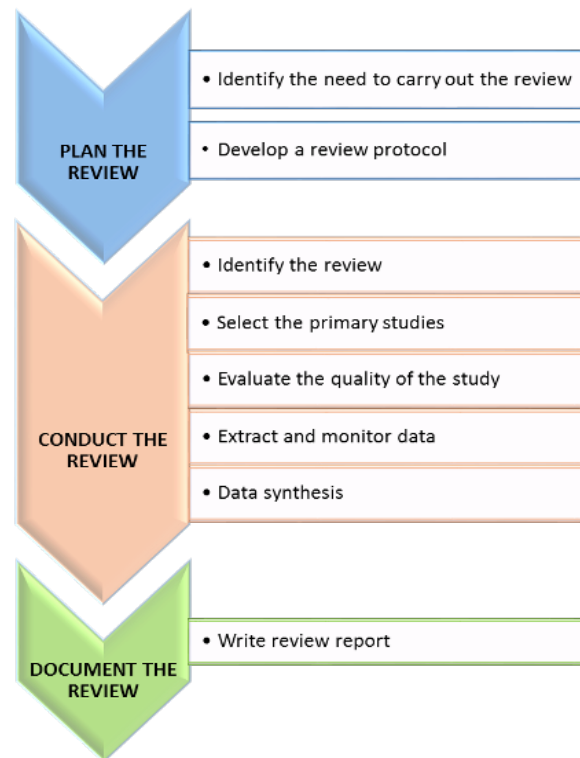 • Identify the need to carry out the review
PLAN THE
REVIEW
• Develop a review protocol
• Identify the review
• Select the primary studies
• Evaluate the quality of the study
CONDUCT THE
REVIEW
• Extract and monitor data
• Data synthesis
DOCUMENT THE
REVIEW
• Write review report